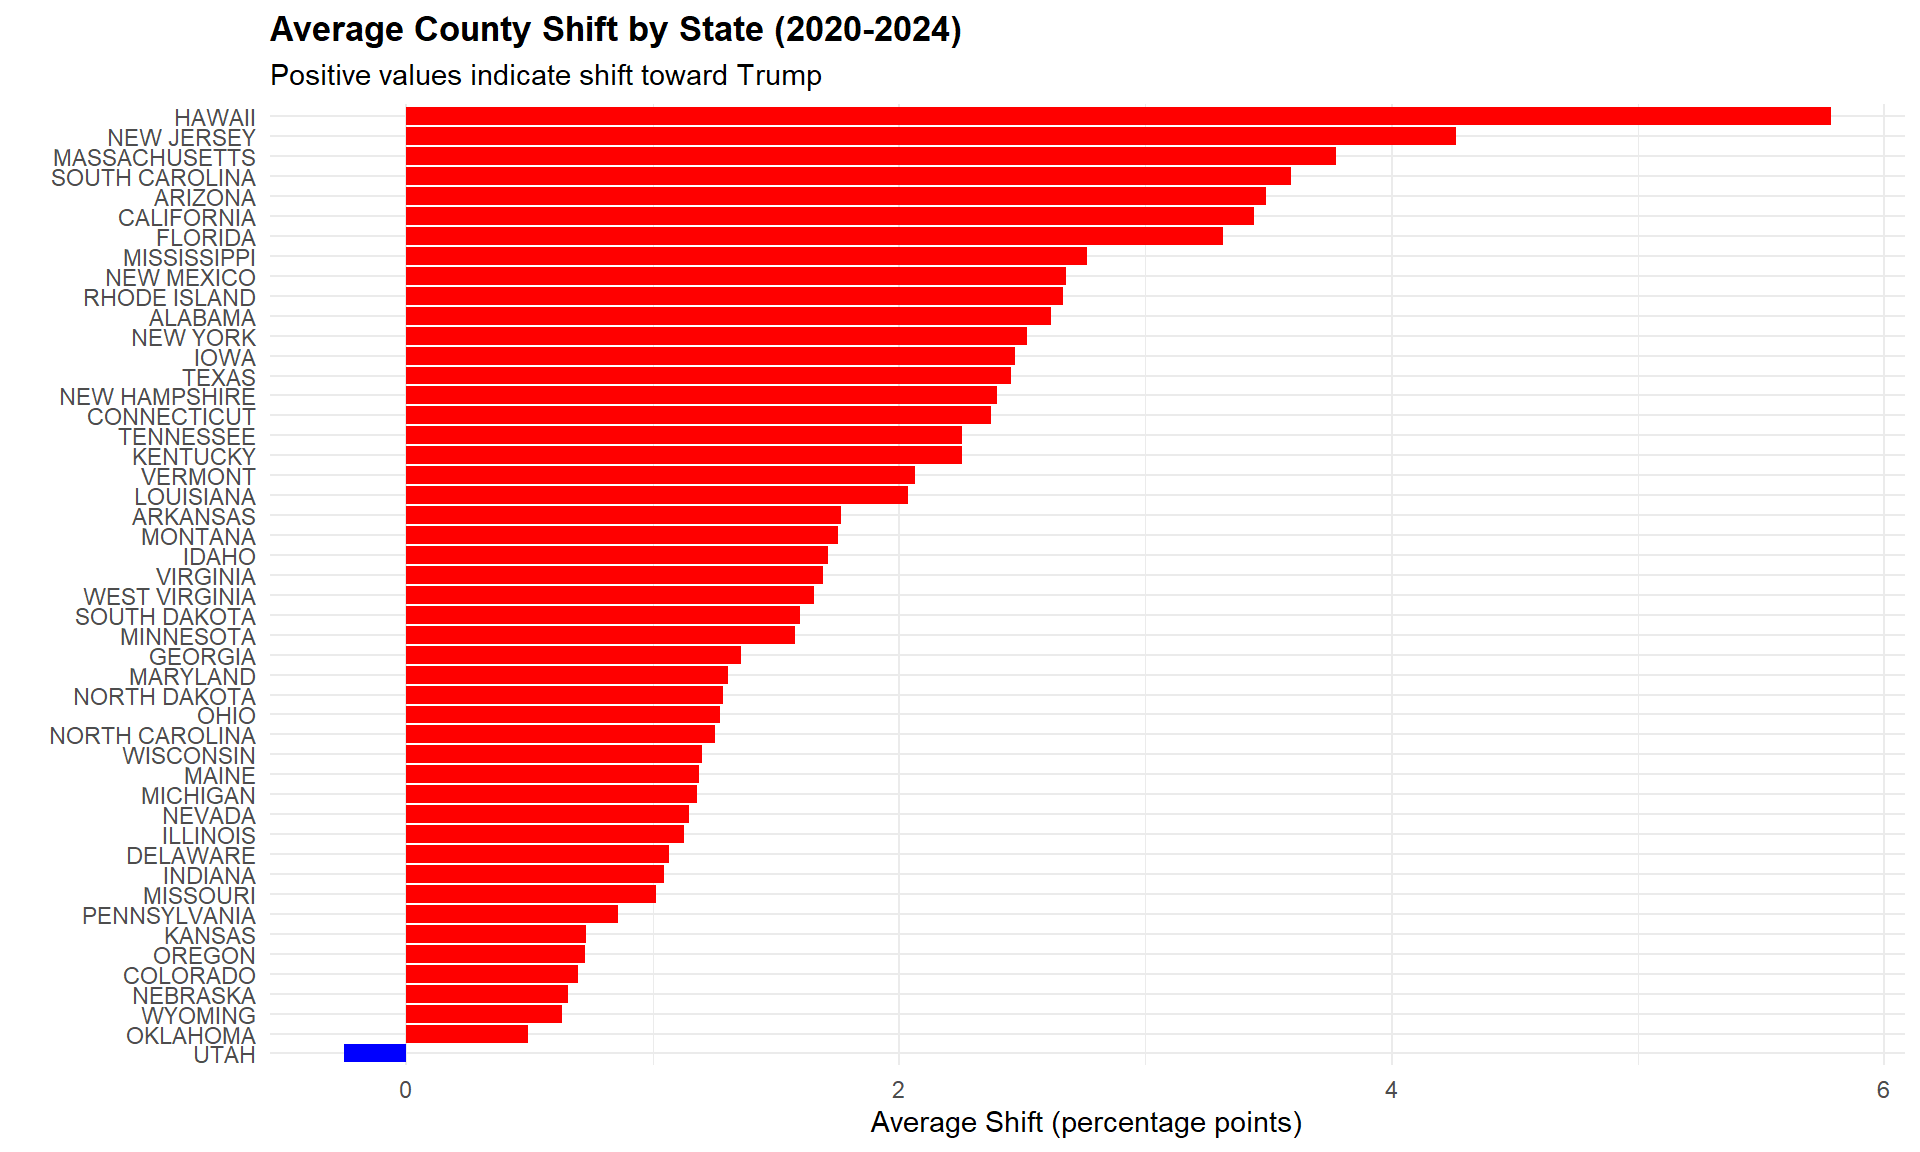 Average County Shift by State (2020-2024)
Positive values indicate shift toward Trump
HAWAII
NEW JERSEY
MASSACHUSETTS
SOUTH CAROLINA
ARIZONA
CALIFORNIA
FLORIDA
MISSISSIPPI
NEW MEXICO
RHODE ISLAND
ALABAMA
NEW YORK
IOWA
TEXAS
NEW HAMPSHIRE
CONNECTICUT
TENNESSEE
KENTUCKY
VERMONT
LOUISIANA
ARKANSAS
MONTANA
IDAHO
VIRGINIA
WEST VIRGINIA
SOUTH DAKOTA
MINNESOTA
GEORGIA
MARYLAND
NORTH DAKOTA
OHIO
NORTH CAROLINA
WISCONSIN
MAINE
MICHIGAN
NEVADA
ILLINOIS
DELAWARE
INDIANA
MISSOURI
PENNSYLVANIA
KANSAS
OREGON
COLORADO
NEBRASKA
WYOMING
OKLAHOMA
UTAH
0 2 4 6
Average Shift (percentage points)